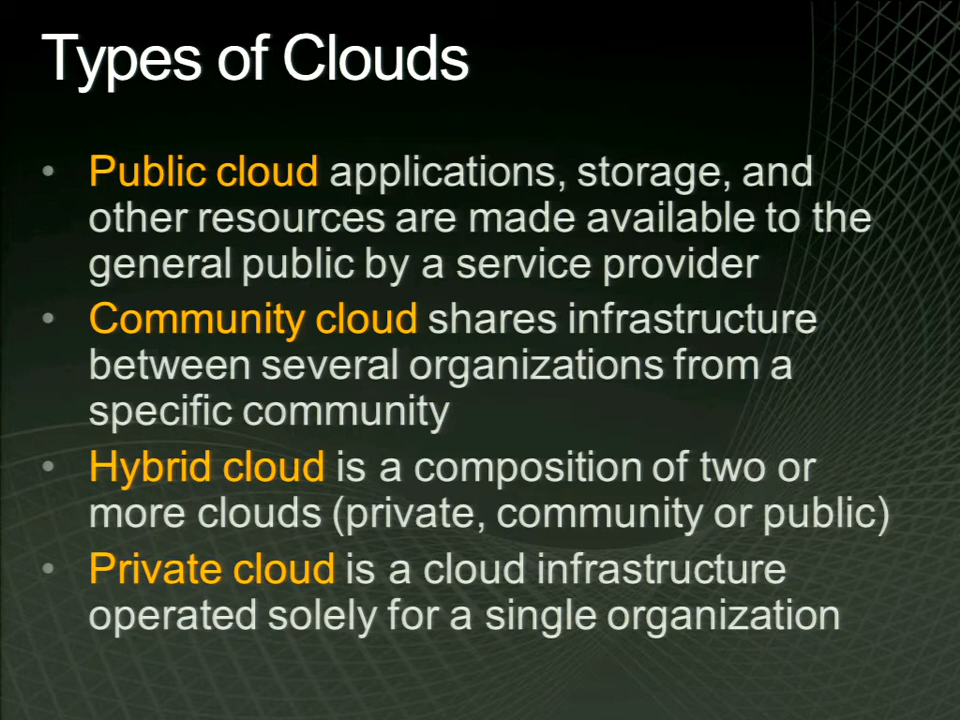 Types of Clouds
• Public cloud applications, storage, and
other resources are made available to the
general public by a service provider
• Community cloud shares infrastructure
between several organizations from a
specific community
• Hybrid cloud is a composition of two or
more clouds (private, community or public)
• Private cloud is a cloud infrastructure
operated solely for a single organization